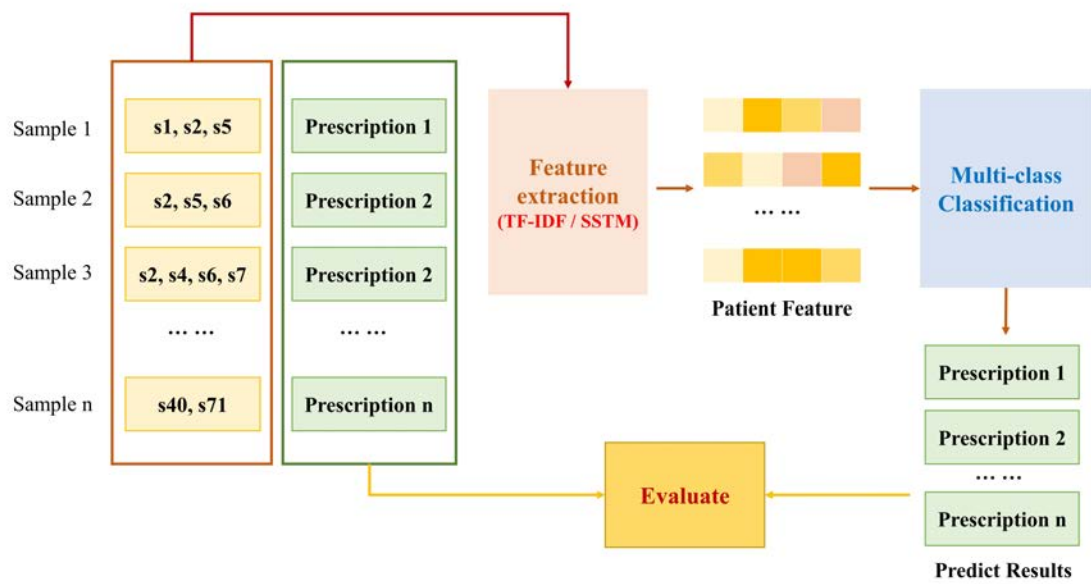 Sample 1
s1, s2, s5
Prescription 1
Sample 2
s2, s5, s6
Prescription 2
Sample 3
s2, s4, s6, s7
Prescription 2
... ...
... ...
Sample n
s40, s71
Prescription n
Feature
extraction
(TF-IDF / SSTM)
... ...
Patient Feature
Multi-class
Classification
Prescription 1
Prescription 2
... ...
Prescription n
Predict Results
Evaluate